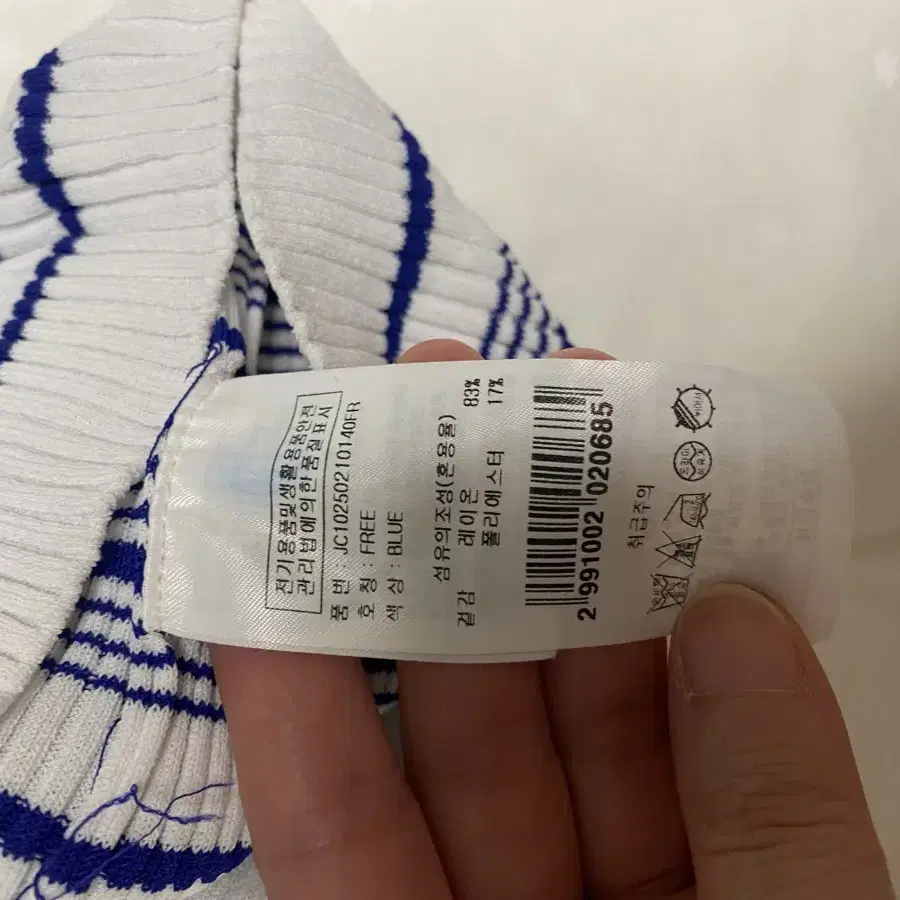 전기용품및생활용품안전
관리법에의한품질표시
품 번 : JC10250210140FR
호 칭 : FREE
색 상 : BLUE
섬유의조성(혼용율)
겉감 레이온 83%
폴리에스터 17%
2 991002 020685
취급주의